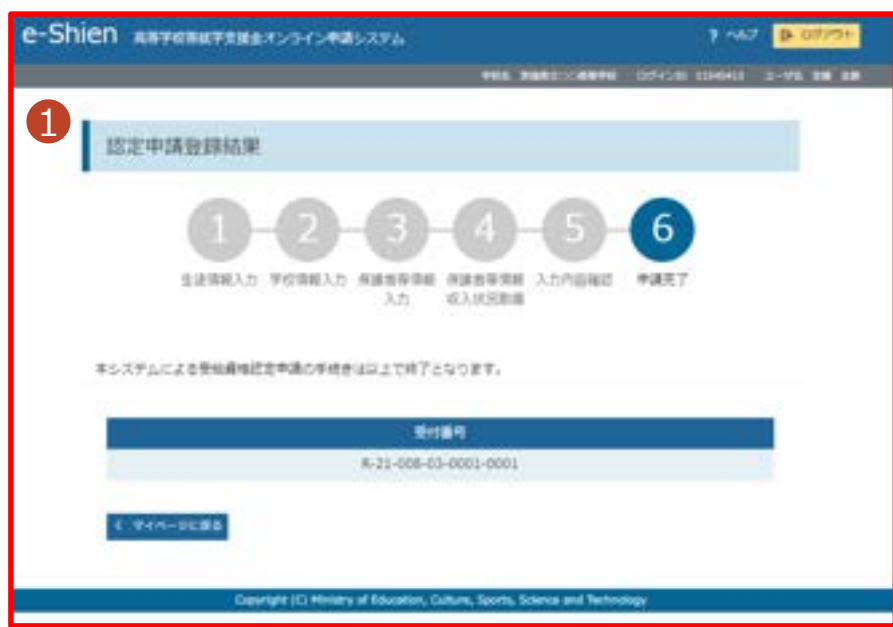 e-Shien 高等学校等就学支援金オンライン申請システム
? ヘルプ ログアウト
1
認定申請登録結果
1 2 3 4 5 6
生徒情報入力 学校情報入力 保護者等情報 保護者等情報 入力内容確認 申請完了
入力 収入状況取得
本システムによる受給資格認定申請の手続きは以上で終了となります。
受付番号
A-21-008-03-0001-0001
マイページに戻る
Copyright (C) Ministry of Education, Culture, Sports, Science and Technology